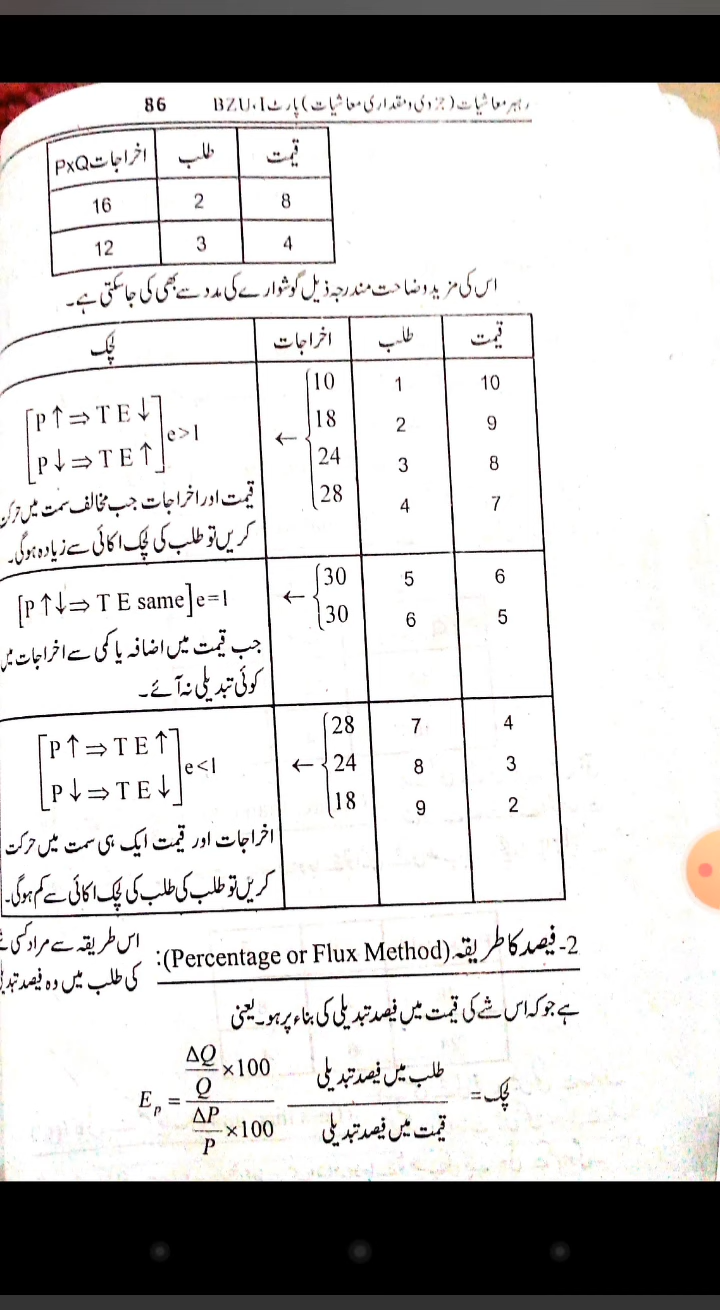 رہبر معاشیات (جزوی و مقداری معاشیات) پارٹ BZU،I 86
قیمت طلب اخراجات PxQ
8 2 16
4 3 12
اس کی مزید وضاحت مندرجہ ذیل گوشوارے کی مدد سے بھی کی جاسکتی ہے۔
قیمت طلب اخراجات لچک
10 1 10
9 2 18
8 3 24
7 4 28
←
[P↑⇒TE↓
P↓⇒TE↑] e>1
قیمت اور اخراجات جب مخالف سمت میں
کریں تو طلب کی لچک اکائی سے زیادہ ہوگی۔
6 5 30
5 6 30
←
[P↑↓⇒TE same] e=1
جب قیمت میں اضافہ یا کمی سے اخراجات میں
کوئی تبدیلی نہ آئے۔
4 7 28
3 8 24
2 9 18
←
[P↑⇒TE↑
P↓⇒TE↓] e<1
اخراجات اور قیمت ایک ہی سمت میں حرکت
کریں تو طلب کی طلب کی لچک اکائی سے کم ہوگی۔
2-فیصد کا طریقہ (Percentage or Flux Method): اس طریقہ سے مراد کسی
کی طلب میں وہ فیصد
ہے جو کہ اس شے کی قیمت میں فیصد تبدیلی کی بناء پر ہو۔ یعنی
لچک = طلب میں فیصد تبدیلی / قیمت میں فیصد تبدیلی
Ep = (ΔQ/Q ×100) / (ΔP/P ×100)